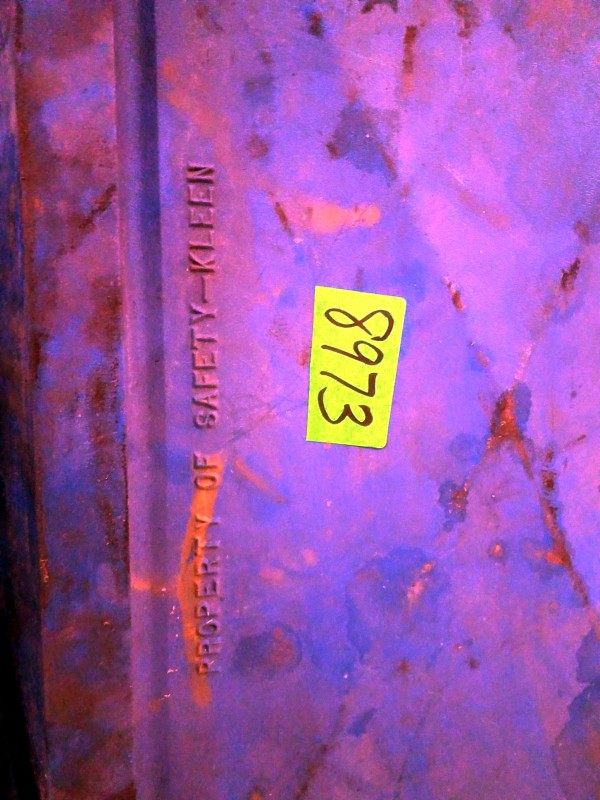 PROPERTY OF SAFETY-KLEEN
8973